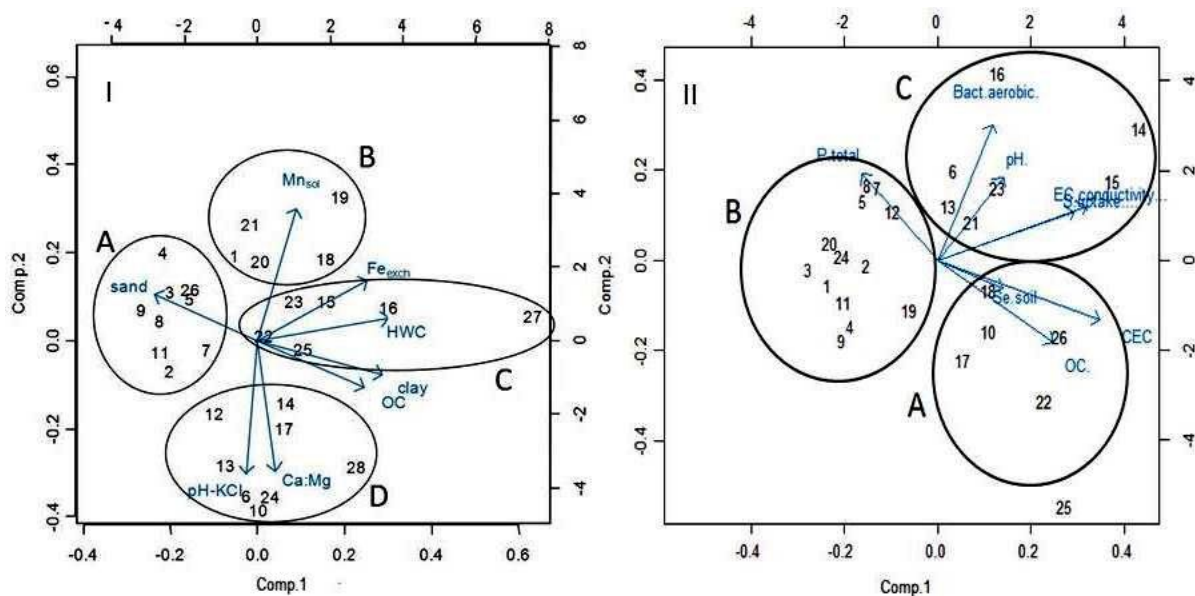 -4 -2 0 2 4 6 8
I
B
Mn sol
19
21
1 20 18
A
4
sand
3 26
5
9
8
11
7
2
Fe exch
23 15
16
27
HWC
22
25
C
clay
OC
12
14
17
13
28
pH-KCl
Ca:Mg
6 24
10
D
0.6
0.4
0.2
0.0
-0.2
-0.4
Comp.2
8
6
4
2
0
-2
-4
-0.4 -0.2 0.0 0.2 0.4 0.6
Comp.1
-4 -2 0 2 4
II
C
16
Bact.aerobic.
14
P.total
6
pH.
8 7
23
15
5
12
13
EC.conductivity...
21
B
20
24
3
2
1
11
4
9
19
18
Se.soil
10
26
CEC
17
OC.
A
22
25
0.4
0.2
0.0
-0.2
-0.4
Comp.2
4
2
0
-2
-4
-0.4 -0.2 0.0 0.2 0.4
Comp.1